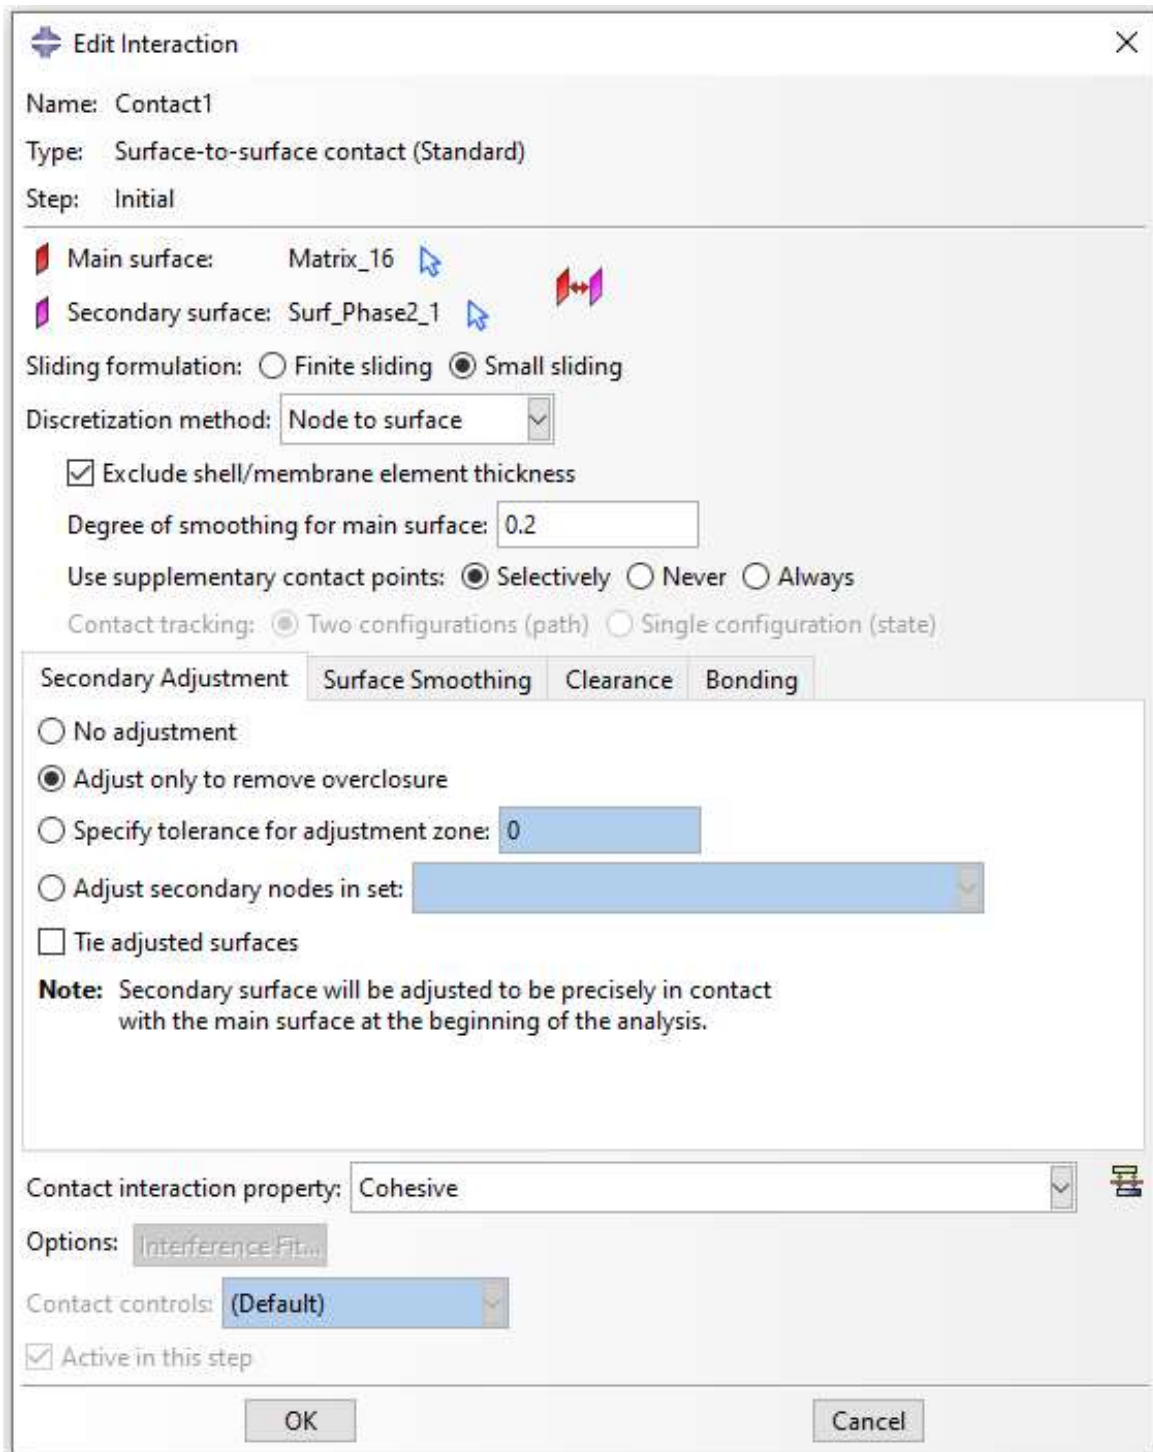 Edit Interaction
Name: Contact1
Type: Surface-to-surface contact (Standard)
Step: Initial
Main surface: Matrix_16
Secondary surface: Surf_Phase2_1
Sliding formulation: Finite sliding Small sliding
Discretization method: Node to surface
Exclude shell/membrane element thickness
Degree of smoothing for main surface: 0.2
Use supplementary contact points: Selectively Never Always
Contact tracking: Two configurations (path) Single configuration (state)
Secondary Adjustment Surface Smoothing Clearance Bonding
No adjustment
Adjust only to remove overclosure
Specify tolerance for adjustment zone: 0
Adjust secondary nodes in set:
Tie adjusted surfaces
Note: Secondary surface will be adjusted to be precisely in contact
with the main surface at the beginning of the analysis.
Contact interaction property: Cohesive
Options: Interference Fit...
Contact controls: (Default)
Active in this step
OK Cancel